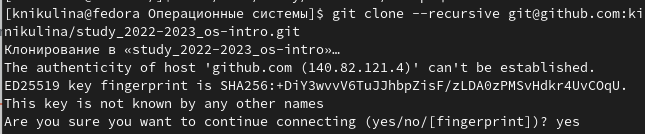 [knikulina@fedora Операционные системы]$ git clone --recursive git@github.com:ki
nikulina/study_2022-2023_os-intro.git
Клонирование в «study_2022-2023_os-intro»…
The authenticity of host 'github.com (140.82.121.4)' can't be established.
ED25519 key fingerprint is SHA256:+DiY3wvvV6TuJJhbpZisF/zLDA0zPMSvHdkr4UvCOqU.
This key is not known by any other names
Are you sure you want to continue connecting (yes/no/[fingerprint])? yes